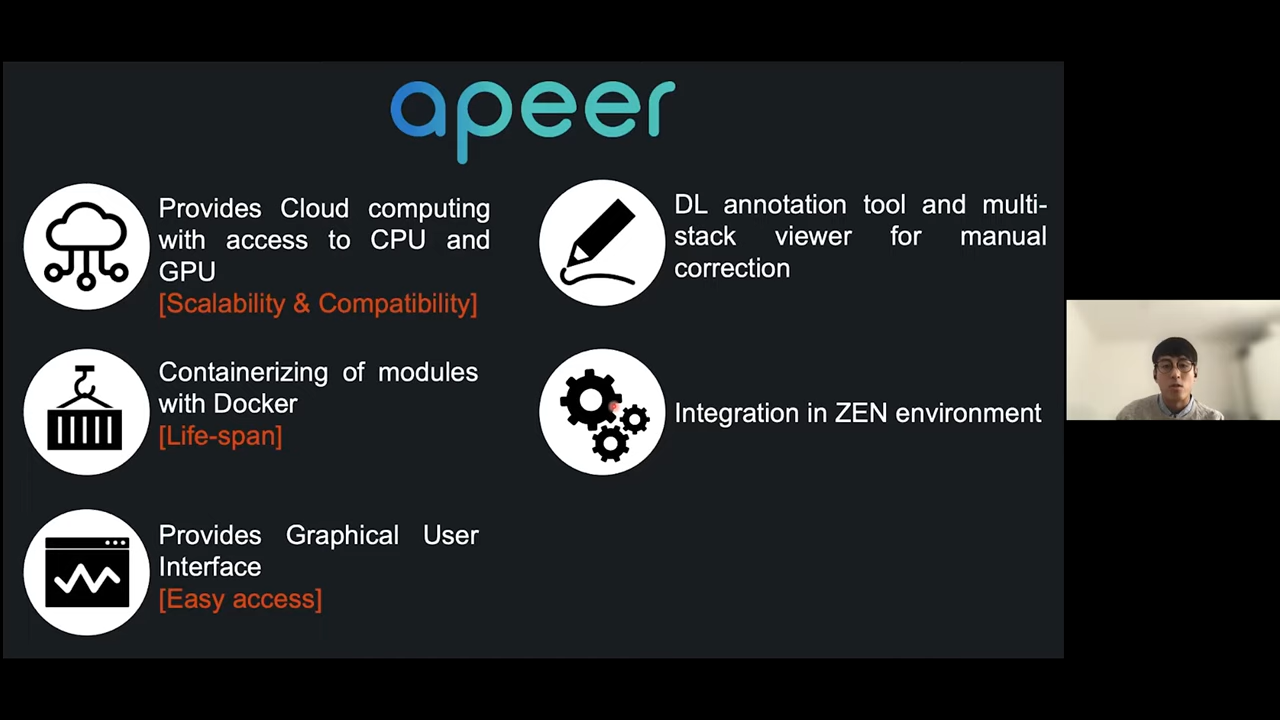 apeer
Provides Cloud computing
with access to CPU and
GPU
[Scalability & Compatibility]
Containerizing of modules
with Docker
[Life-span]
Provides Graphical User
Interface
[Easy access]
DL annotation tool and multi-
stack viewer for manual
correction
Integration in ZEN environment